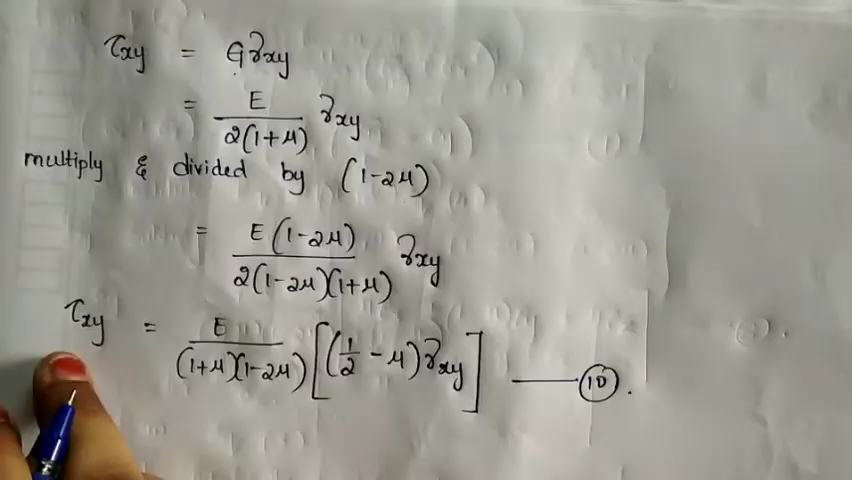 τxy = Gγxy
= E / 2(1+μ) γxy
multiply & divided by (1-2μ)
= E(1-2μ) / 2(1-2μ)(1+μ) γxy
τxy = E / (1+μ)(1-2μ) [(1/2 - μ)γxy] —— 10.